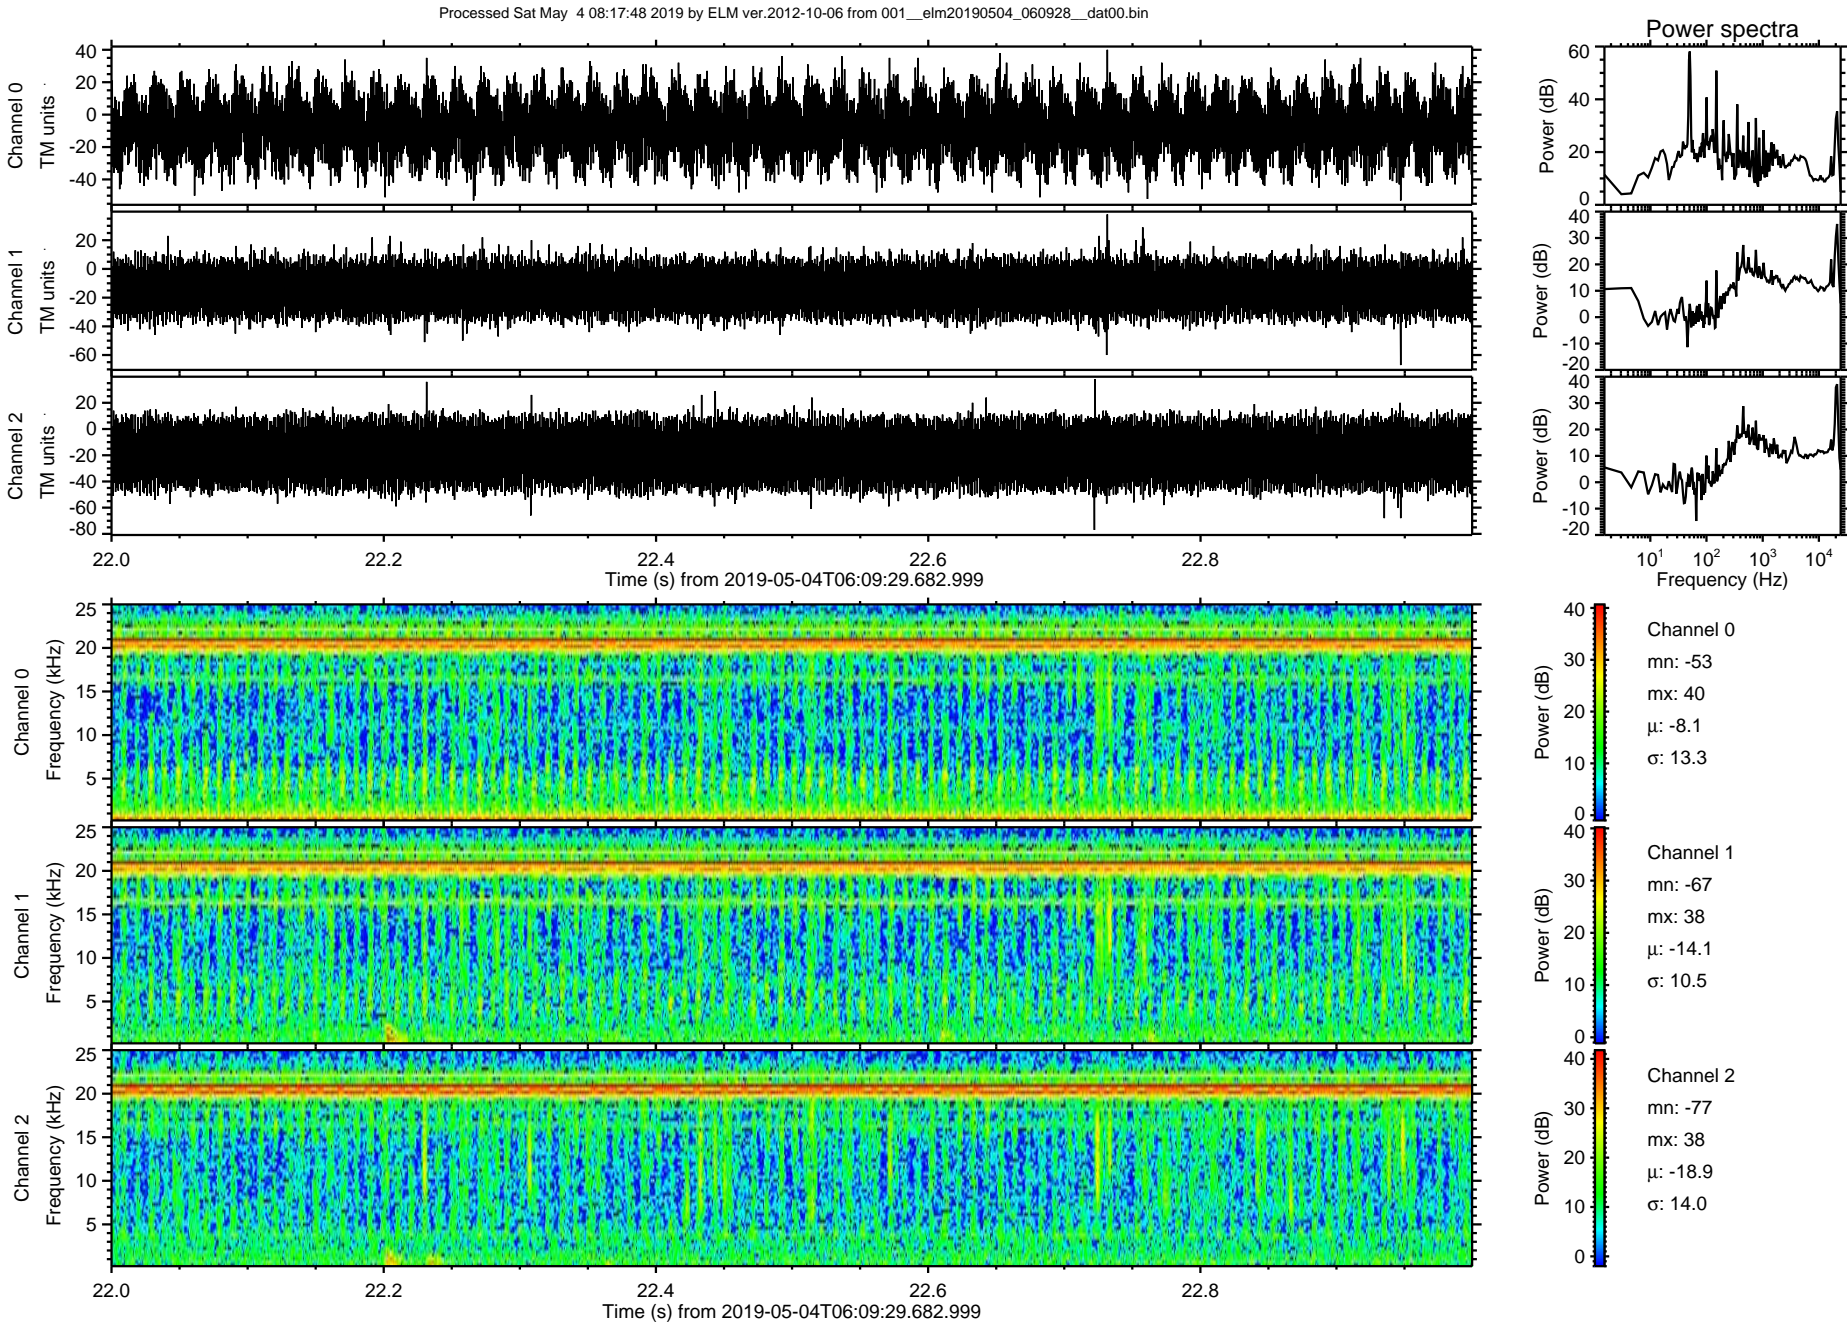 Processed Sat May  4 08:17:48 2019 by ELM ver.2012-10-06 from 001__elm20190504_060928__dat00.bin
Power spectra
Channel 0
TM units
40
20
0
-20
-40
Power (dB)
60
40
20
0
Channel 1
TM units
20
0
-20
-40
-60
Power (dB)
40
30
20
10
0
-10
-20
Channel 2
TM units
20
0
-20
-40
-60
-80
Power (dB)
40
30
20
10
0
-10
-20
22.0 22.2 22.4 22.6 22.8
Time (s) from 2019-05-04T06:09:29.682.999
10^1 10^2 10^3 10^4
Frequency (Hz)
Channel 0
Frequency (kHz)
25
20
15
10
5
Power (dB)
40
30
20
10
0
Channel 0
mn: -53
mx: 40
μ: -8.1
σ: 13.3
Channel 1
Frequency (kHz)
25
20
15
10
5
Power (dB)
40
30
20
10
0
Channel 1
mn: -67
mx: 38
μ: -14.1
σ: 10.5
Channel 2
Frequency (kHz)
25
20
15
10
5
Power (dB)
40
30
20
10
0
Channel 2
mn: -77
mx: 38
μ: -18.9
σ: 14.0
22.0 22.2 22.4 22.6 22.8
Time (s) from 2019-05-04T06:09:29.682.999